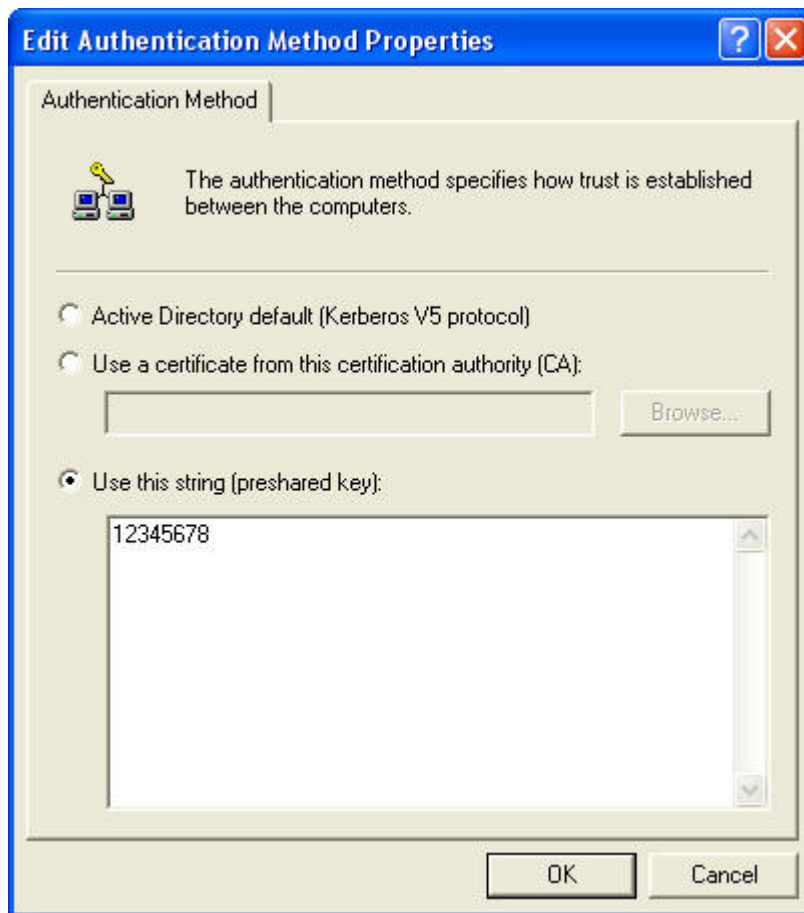 Edit Authentication Method Properties
Authentication Method
The authentication method specifies how trust is established
between the computers.
Active Directory default (Kerberos V5 protocol)
Use a certificate from this certification authority (CA):
Browse...
Use this string (preshared key):
12345678
OK
Cancel